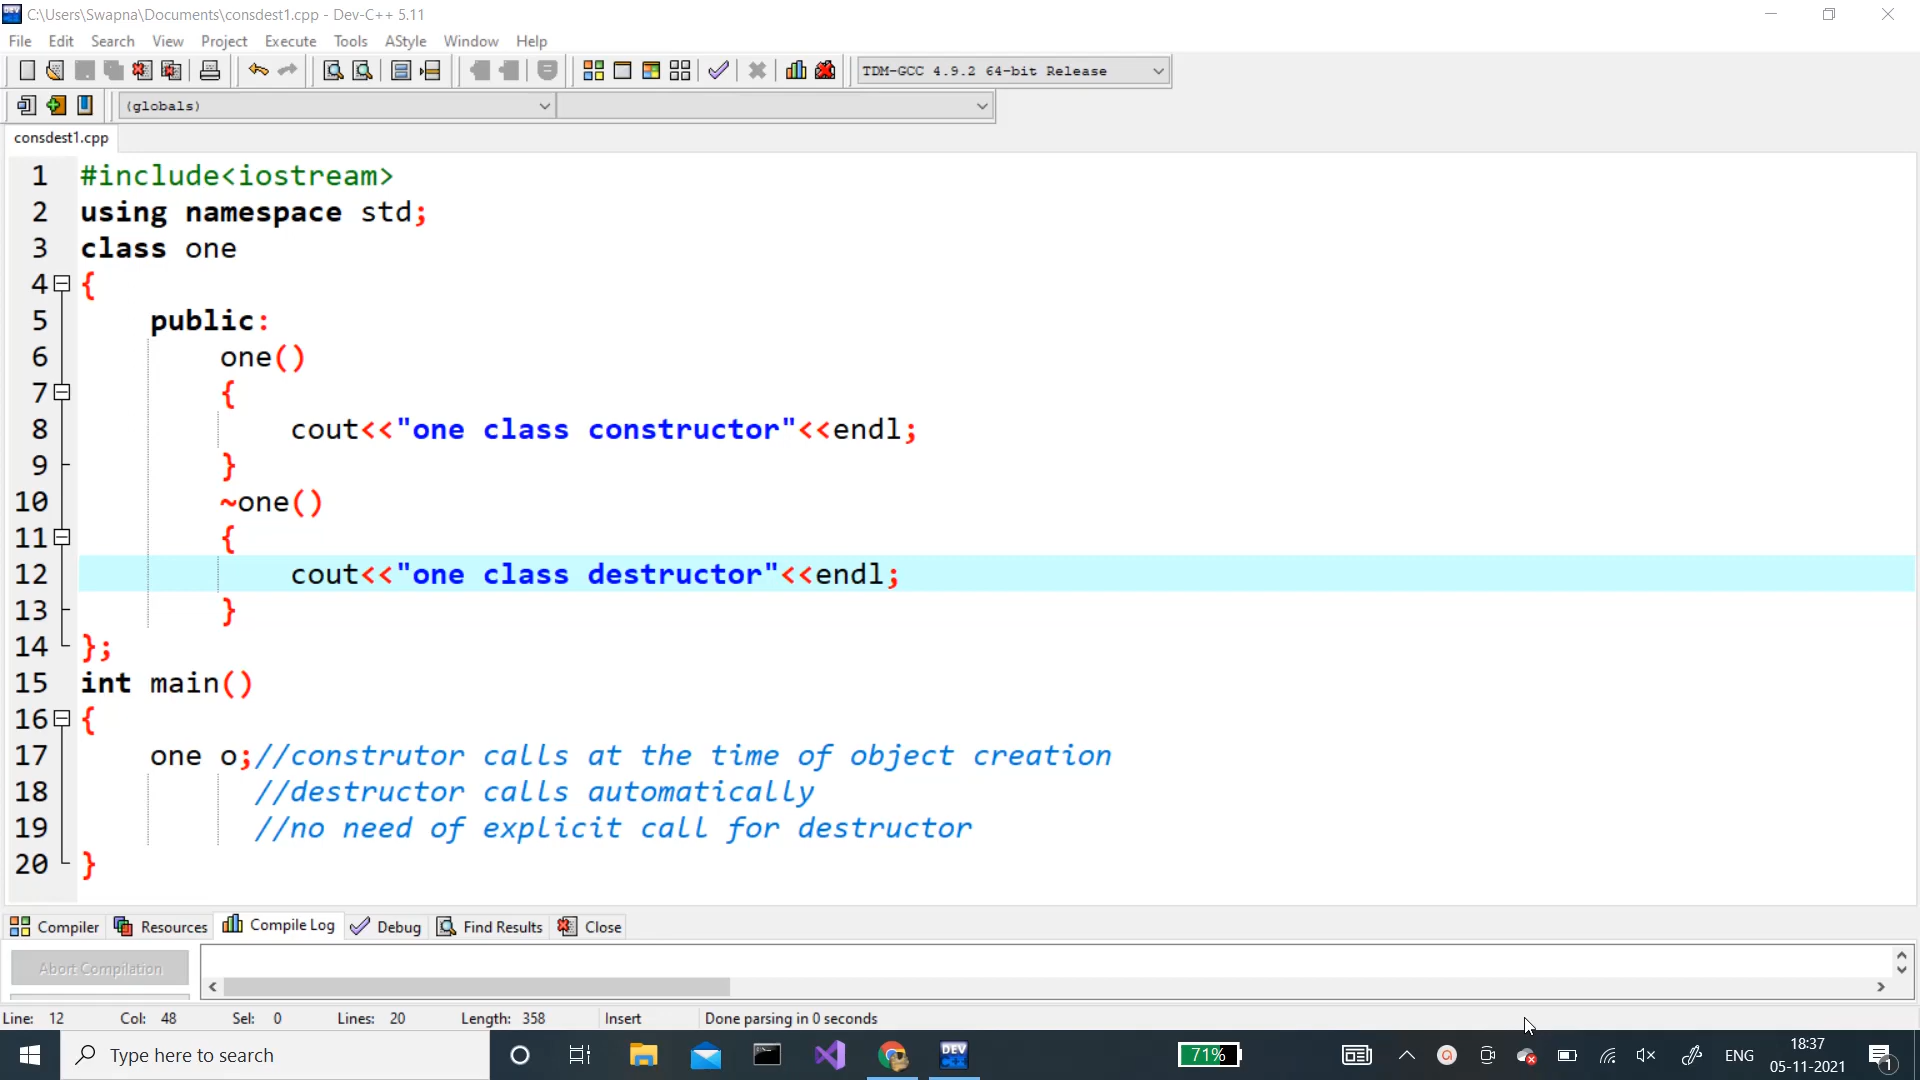 C:\Users\Swapna\Documents\consdest1.cpp - Dev-C++ 5.11
File Edit Search View Project Execute Tools AStyle Window Help
TDM-GCC 4.9.2 64-bit Release
(globals)
consdest1.cpp
1 #include<iostream>
2 using namespace std;
3 class one
4 {
5 public:
6 one()
7 {
8 cout<<"one class constructor"<<endl;
9 }
10 ~one()
11 {
12 cout<<"one class destructor"<<endl;
13 }
14 };
15 int main()
16 {
17 one o;//construtor calls at the time of object creation
18 //destructor calls automatically
19 //no need of explicit call for destructor
20 }
Compiler Resources Compile Log Debug Find Results Close
Abort Compilation
Line: 12 Col: 48 Sel: 0 Lines: 20 Length: 358 Insert Done parsing in 0 seconds
Type here to search
DEV
71%
ENG
18:37
05-11-2021
1